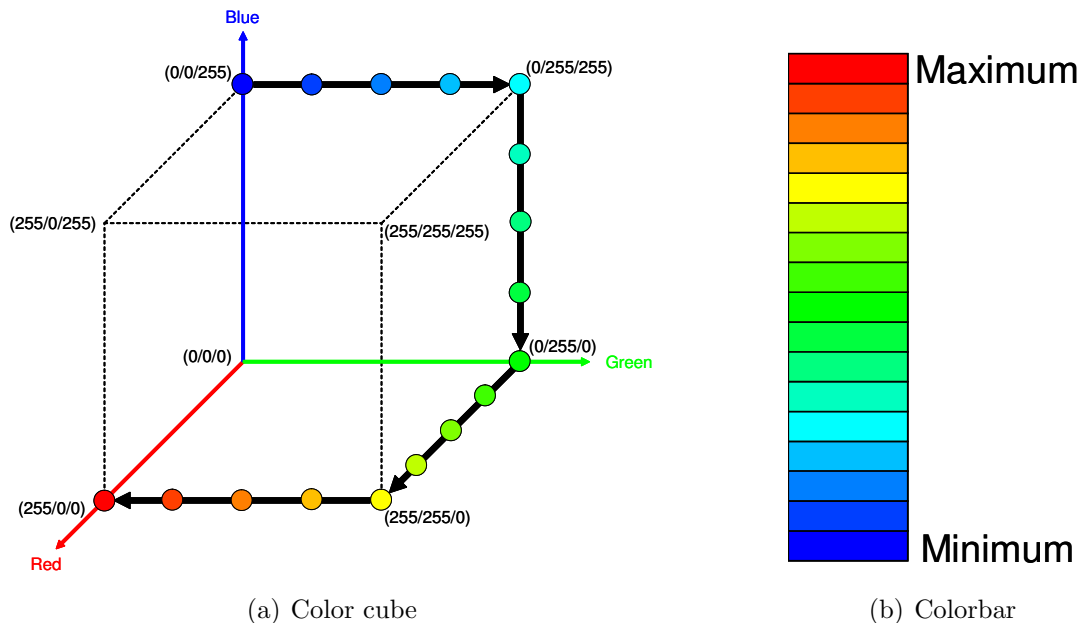 Blue
(0/0/255)
(0/255/255)
(255/0/255)
(255/255/255)
(0/0/0)
(0/255/0)
Green
(255/0/0)
(255/255/0)
Red
(a) Color cube
Maximum
Minimum
(b) Colorbar